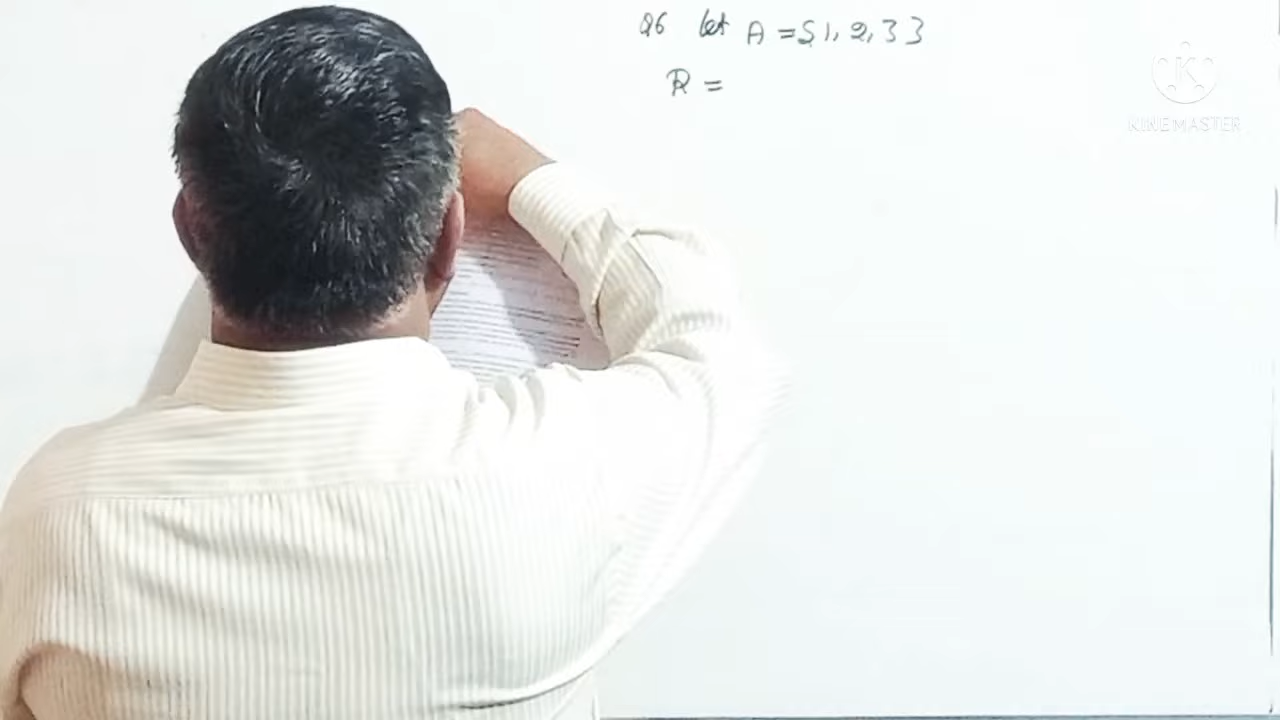 Q6 let A = {1, 2, 3}
R =
KINEMASTER